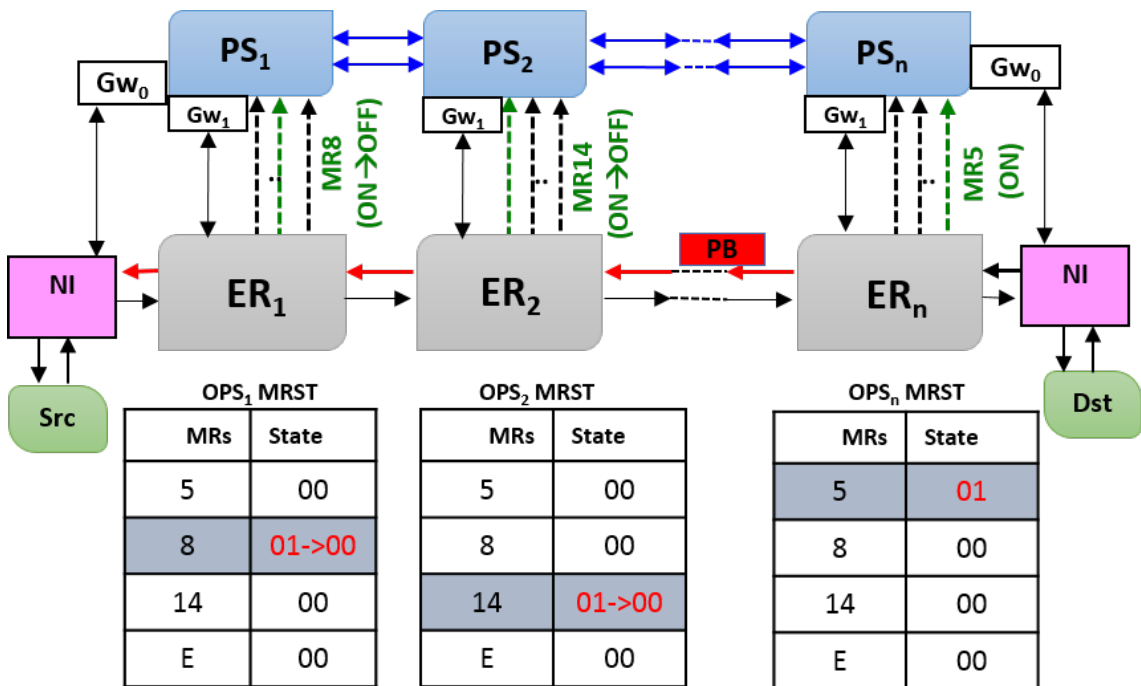 PS1
PS2
PSn
Gw0
Gw0
Gw1
Gw1
Gw1
MR8
(ON→OFF)
MR14
(ON→OFF)
MR5
(ON)
PB
NI
ER1
ER2
ERn
NI
Src
Dst
OPS1 MRST
MRs State
5 00
8 01->00
14 00
E 00
OPS2 MRST
MRs State
5 00
8 00
14 01->00
E 00
OPSn MRST
MRs State
5 01
8 00
14 00
E 00